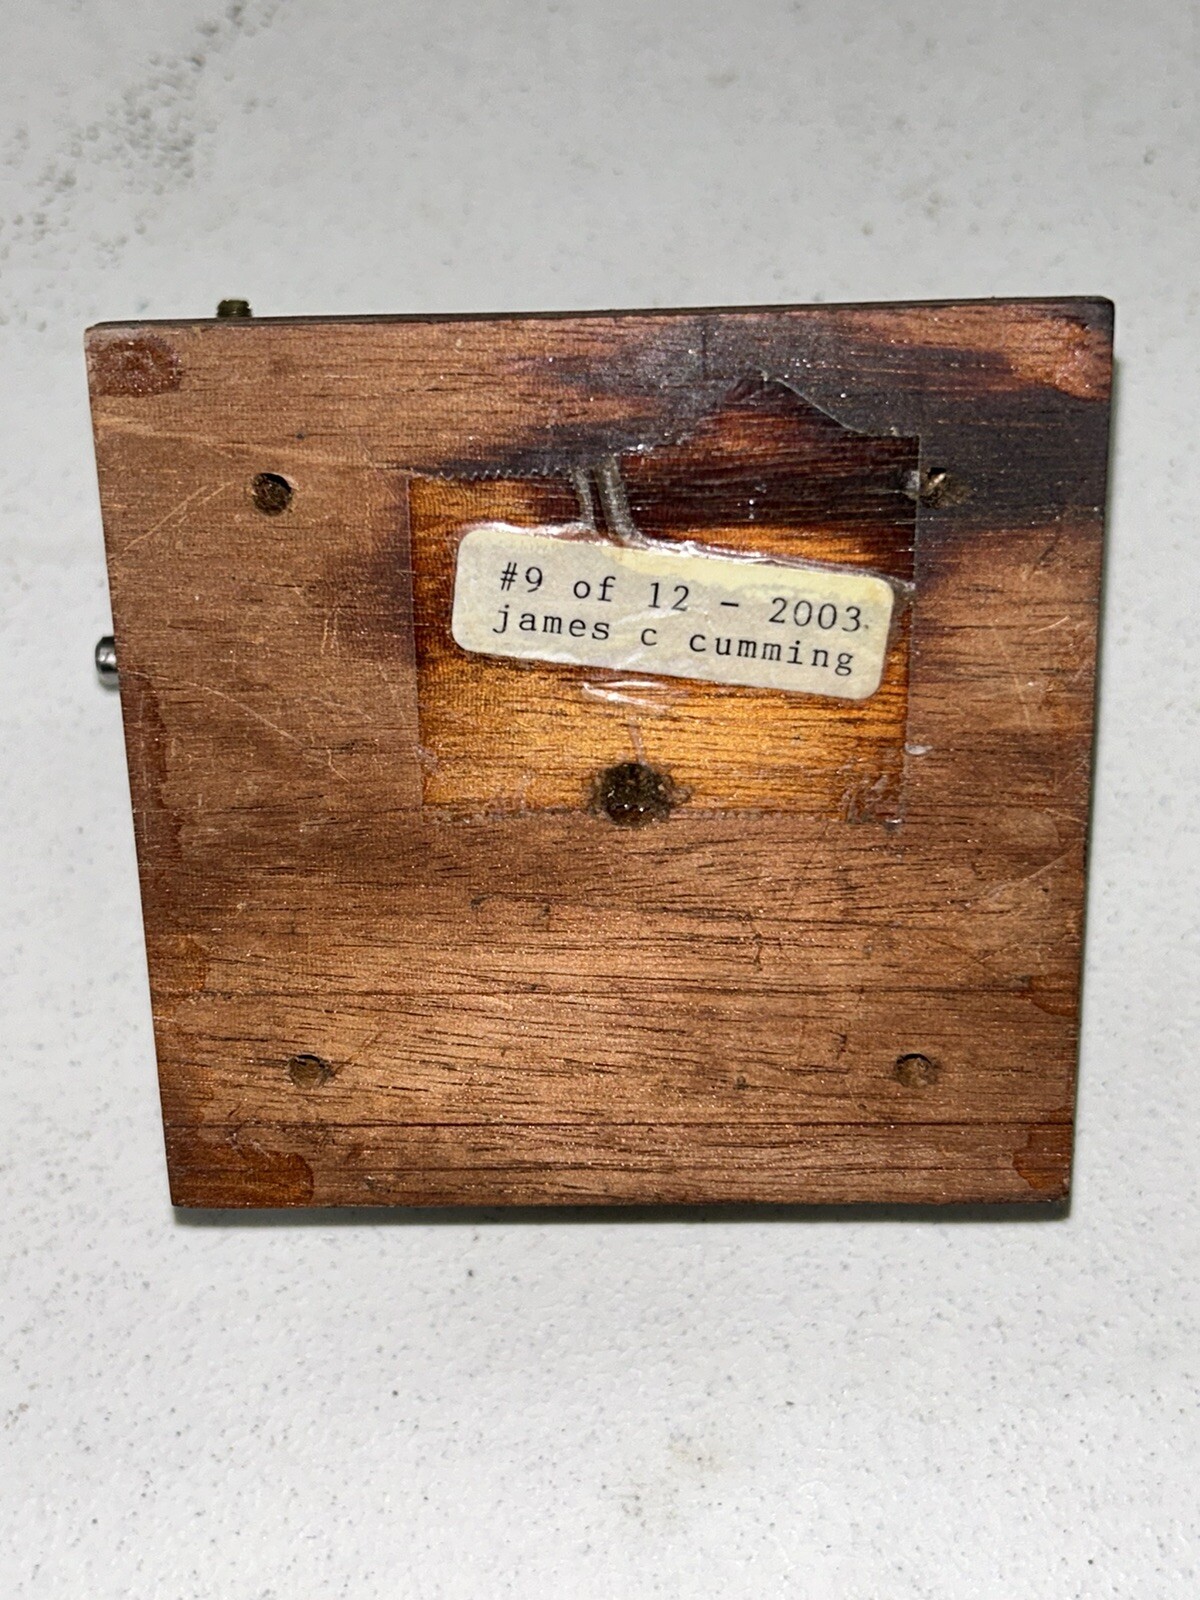 #9 of 12 - 2003.
james c cumming